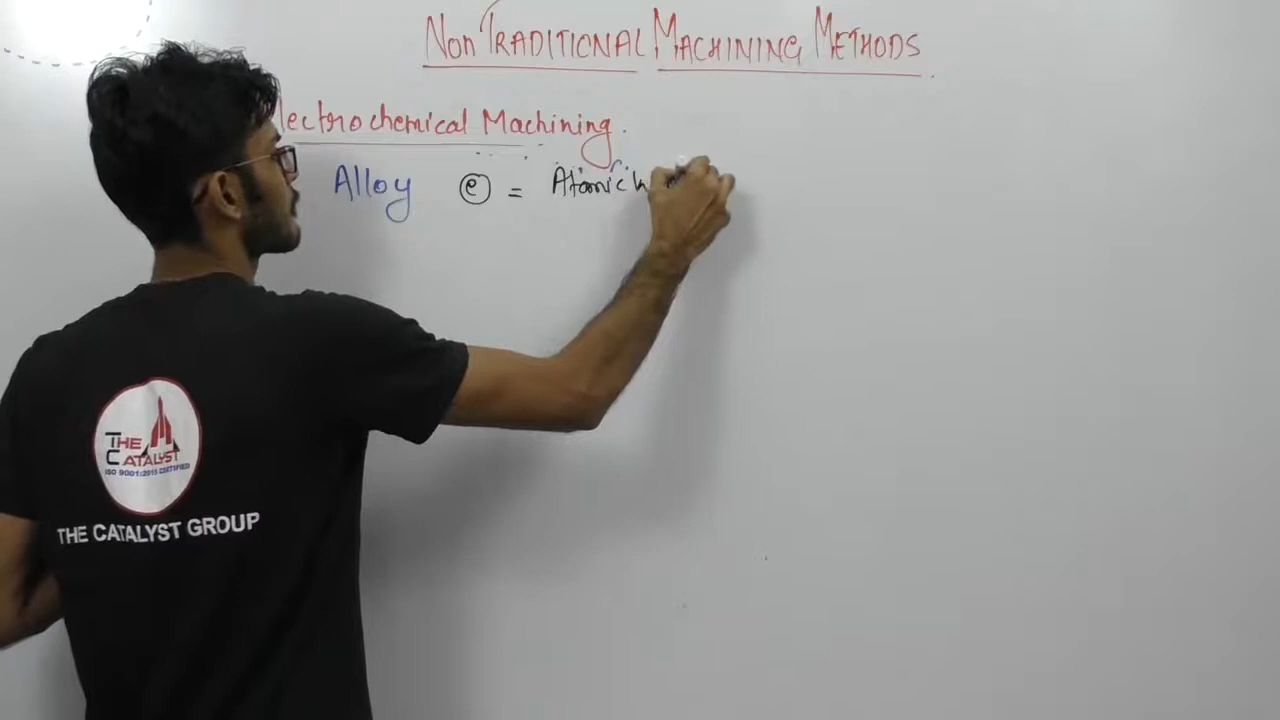 Non TRADITIONAL MACHINING METHODS
lectrochemical Machining.
Alloy e = Atomic
THE
CATALYST
ISO 9001:2015 CERTIFIED
THE CATALYST GROUP